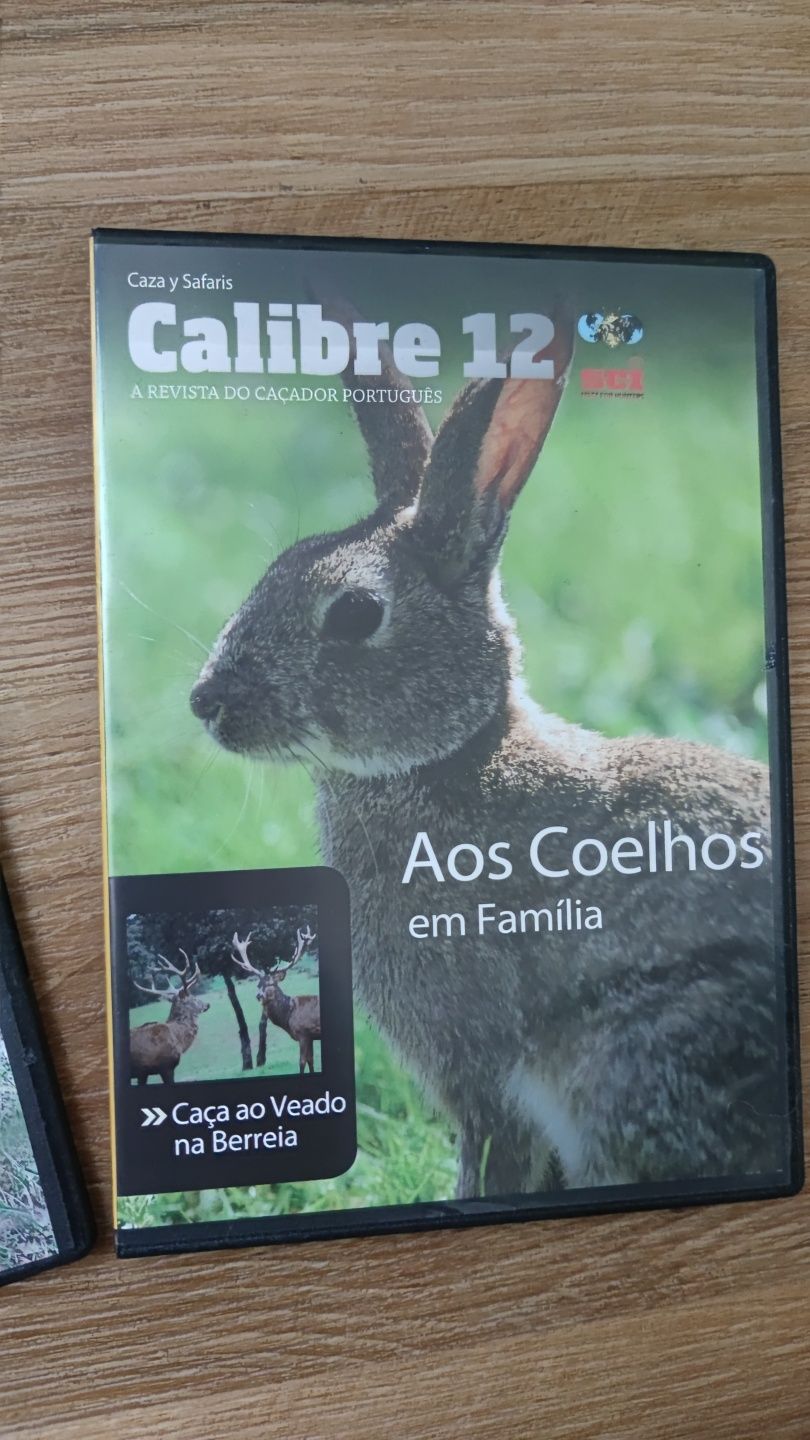 Caza y Safaris
Calibre 12
A REVISTA DO CAÇADOR PORTUGUÊS
SCI
Aos Coelhos
em Família
» Caça ao Veado
na Berreia